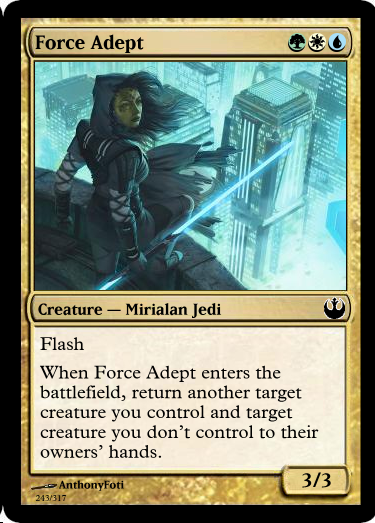 Force Adept
Creature — Mirialan Jedi
Flash
When Force Adept enters the
battlefield, return another target
creature you control and target
creature you don't control to their
owners' hands.
3/3
AnthonyFoti
243/317